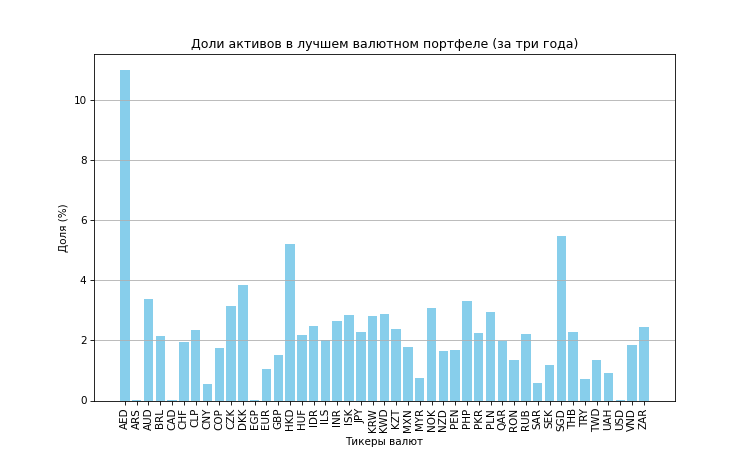 Доли активов в лучшем валютном портфеле (за три года)
Доля (%)
10
8
6
4
2
0
AED ARS AUD BRL CAD CHF CLP CNY COP CZK DKK EGP EUR GBP HKD HUF IDR ILS INR ISK JPY KRW KWD KZT MXN MYR NOK NZD PEN PHP PKR PLN QAR RON RUB SAR SEK SGD THB TRY TWD UAH USD VND ZAR
Тикеры валют